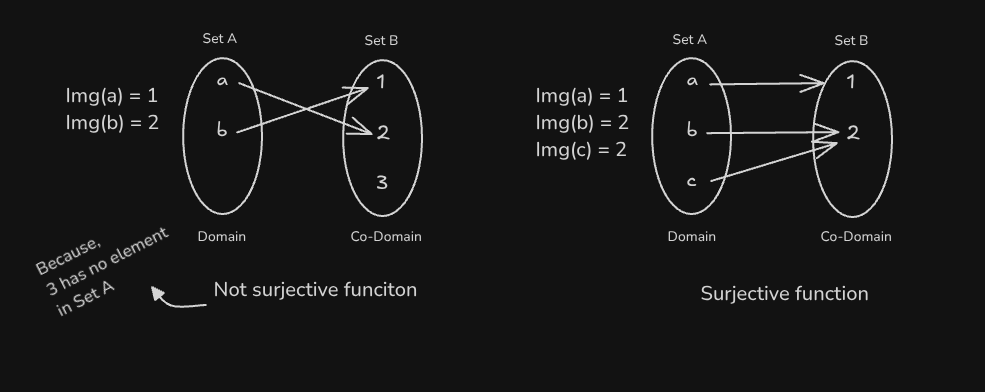 Set A
Set B
Img(a) = 1
Img(b) = 2
a
b
1
2
3
Domain
Co-Domain
Because,
3 has no element
in Set A
Not surjective funciton
Set A
Set B
Img(a) = 1
Img(b) = 2
Img(c) = 2
a
b
c
1
2
Domain
Co-Domain
Surjective function